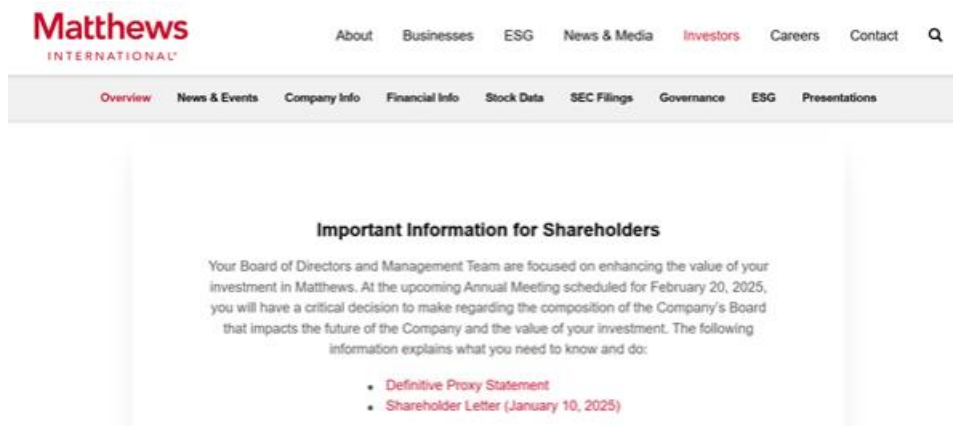 Matthews
INTERNATIONAL®
About Businesses ESG News & Media Investors Careers Contact
Overview News & Events Company Info Financial Info Stock Data SEC Filings Governance ESG Presentations
Important Information for Shareholders
Your Board of Directors and Management Team are focused on enhancing the value of your
investment in Matthews. At the upcoming Annual Meeting scheduled for February 20, 2025,
you will have a critical decision to make regarding the composition of the Company's Board
that impacts the future of the Company and the value of your investment. The following
information explains what you need to know and do:
• Definitive Proxy Statement
• Shareholder Letter (January 10, 2025)